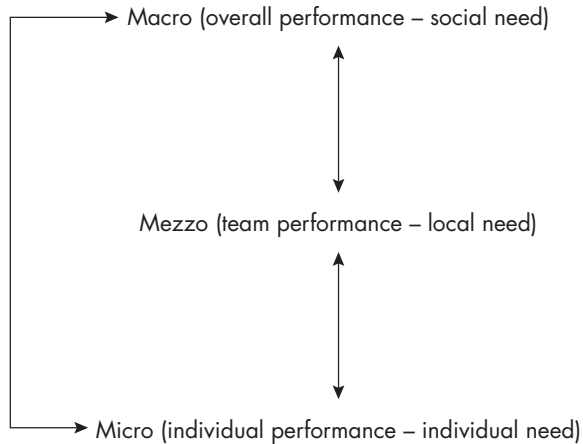 Macro (overall performance – social need)
Mezzo (team performance – local need)
Micro (individual performance – individual need)